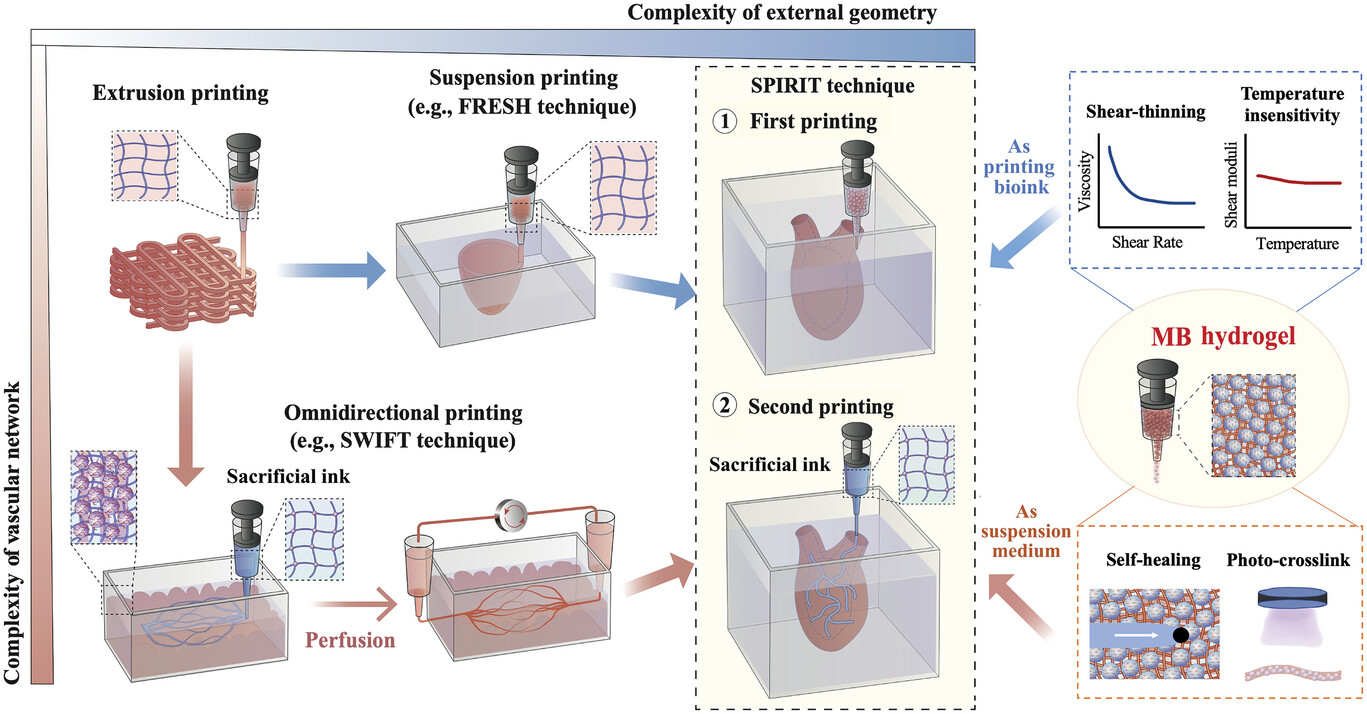 Complexity of external geometry
Complexity of vascular network
Extrusion printing
Suspension printing
(e.g., FRESH technique)
SPIRIT technique
1 First printing
2 Second printing
Sacrificial ink
Omnidirectional printing
(e.g., SWIFT technique)
Sacrificial ink
Perfusion
As
printing
bioink
As
suspension
medium
Shear-thinning
Viscosity
Shear Rate
Temperature
insensitivity
Shear moduli
Temperature
MB hydrogel
Self-healing
Photo-crosslink